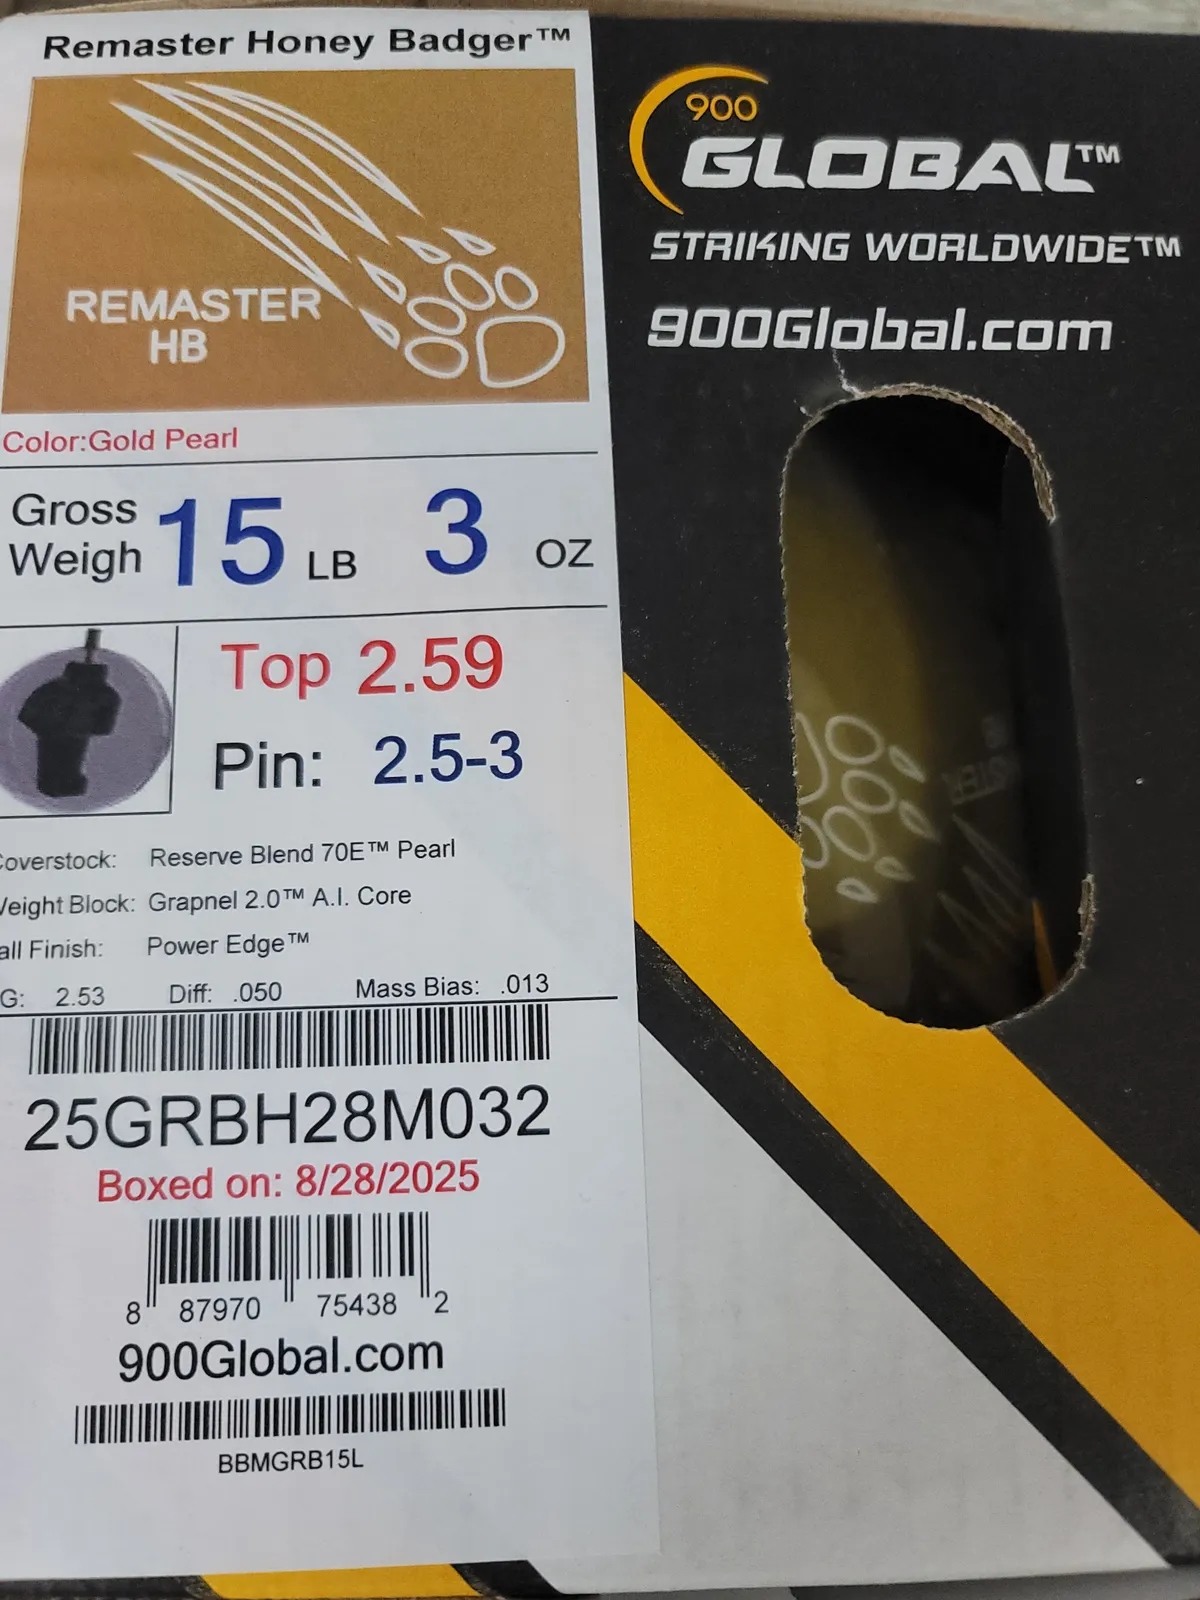 Remaster Honey Badger™
REMASTER
HB
Color:Gold Pearl
Gross
Weigh
15 LB 3 OZ
Top 2.59
Pin: 2.5-3
Coverstock: Reserve Blend 70E™ Pearl
Weight Block: Grapnel 2.0™ A.I. Core
all Finish: Power Edge™
G: 2.53 Diff: .050 Mass Bias: .013
25GRBH28M032
Boxed on: 8/28/2025
8 87970 75438 2
900Global.com
BBMGRB15L
900
GLOBAL™
STRIKING WORLDWIDE™
900Global.com